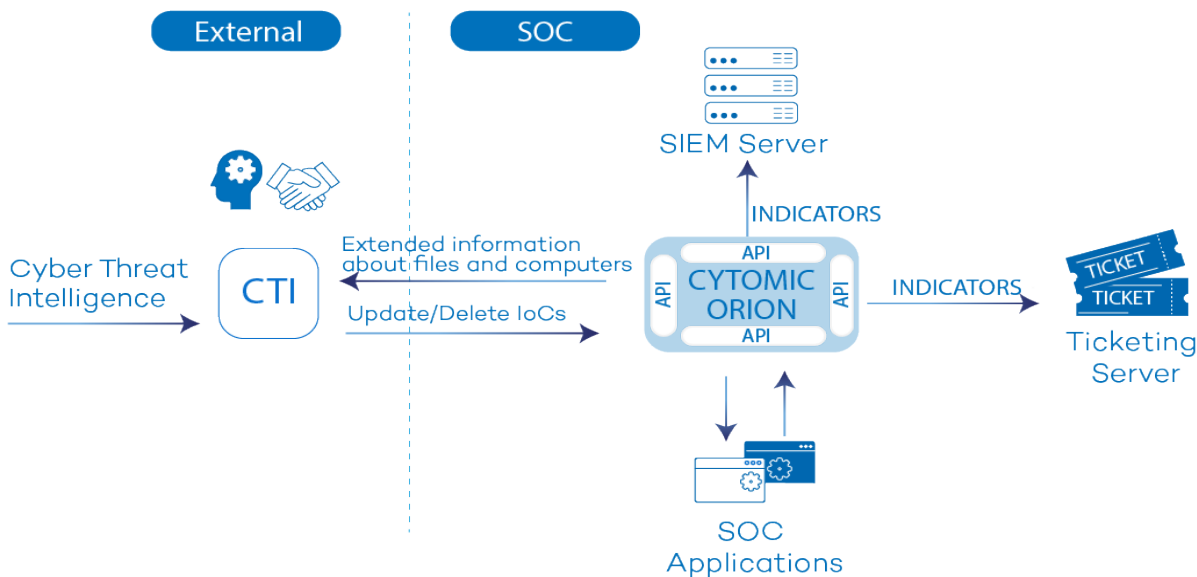 External
SOC
SIEM Server
INDICATORS
Extended information
about files and computers
Cyber Threat
Intelligence
CTI
Update/Delete IoCs
API
API
CYTOMIC
ORION
API
API
INDICATORS
TICKET
TICKET
Ticketing
Server
SOC
Applications